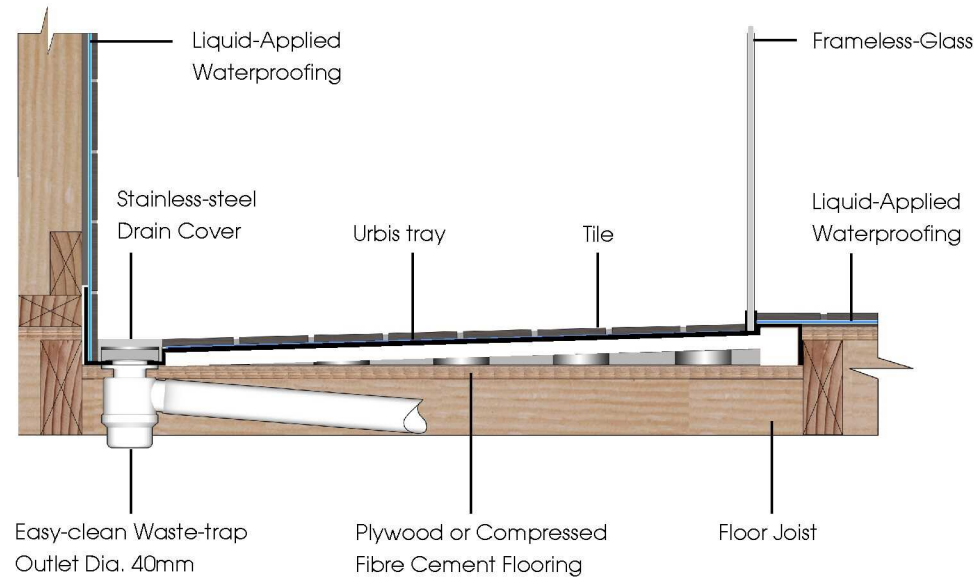 Liquid-Applied
Waterproofing
Frameless-Glass
Stainless-steel
Drain Cover
Urbis tray
Tile
Liquid-Applied
Waterproofing
Easy-clean Waste-trap
Outlet Dia. 40mm
Plywood or Compressed
Fibre Cement Flooring
Floor Joist